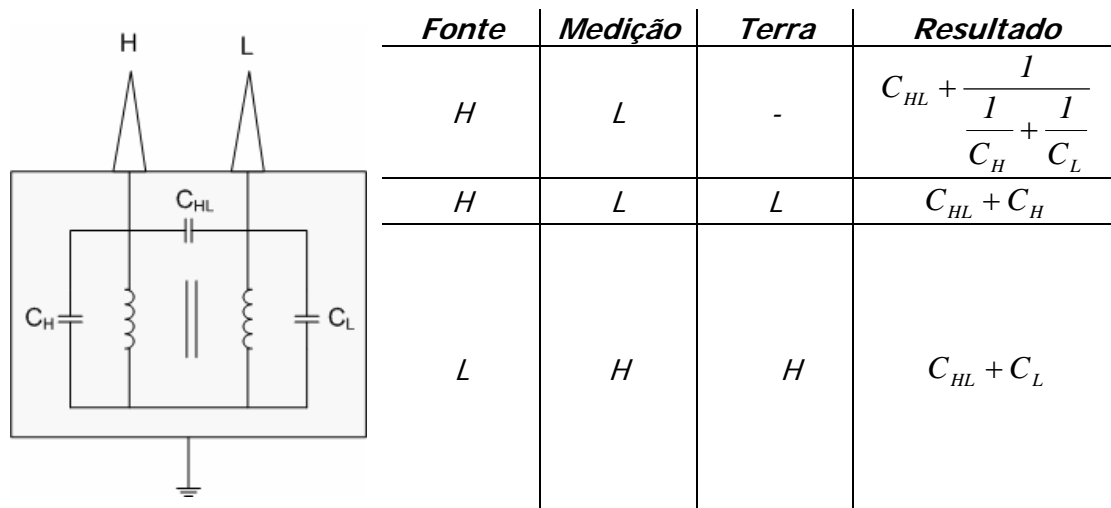 H L
C_HL
C_H C_L
Fonte Medição Terra Resultado
H L - C_HL + 1/(1/C_H + 1/C_L)
H L L C_HL + C_H
L H H C_HL + C_L